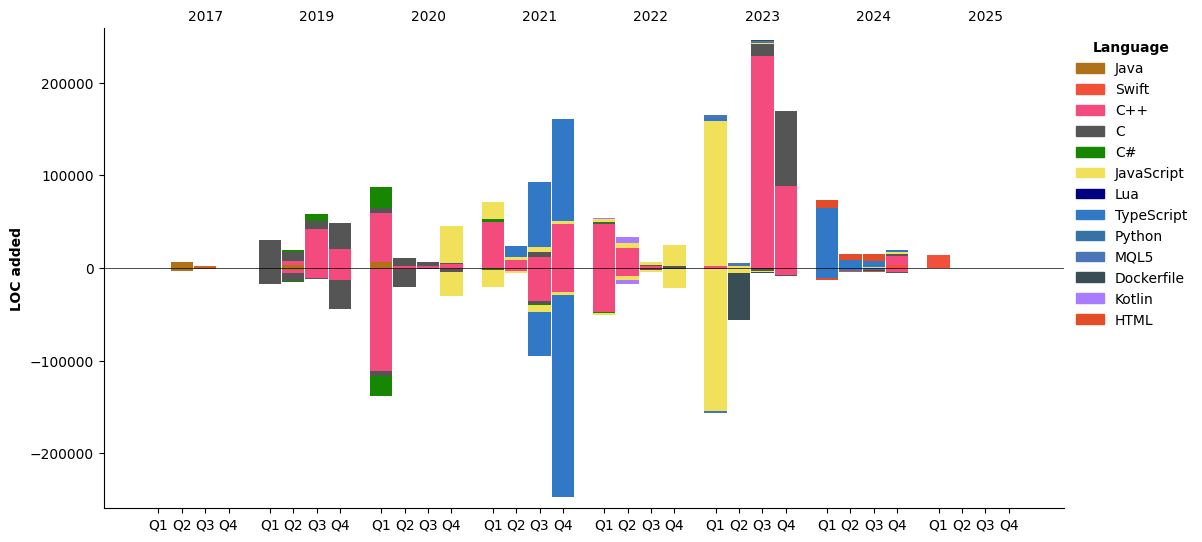 2017 2019 2020 2021 2022 2023 2024 2025
LOC added
200000
100000
0
−100000
−200000
Q1 Q2 Q3 Q4 Q1 Q2 Q3 Q4 Q1 Q2 Q3 Q4 Q1 Q2 Q3 Q4 Q1 Q2 Q3 Q4 Q1 Q2 Q3 Q4 Q1 Q2 Q3 Q4 Q1 Q2 Q3 Q4
Language
Java
Swift
C++
C
C#
JavaScript
Lua
TypeScript
Python
MQL5
Dockerfile
Kotlin
HTML